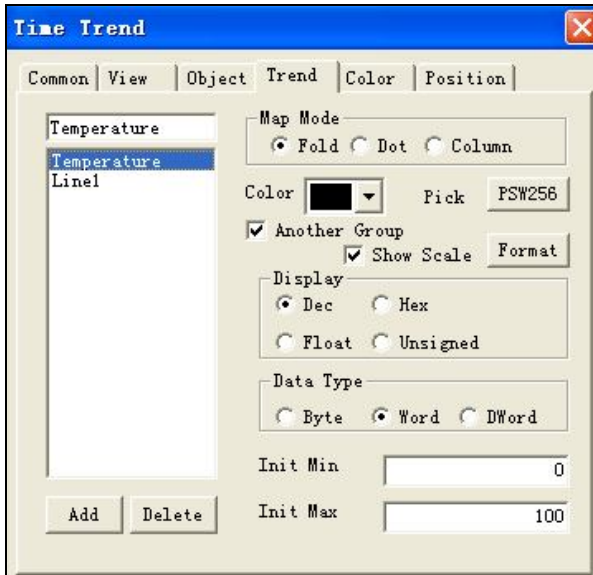 Time Trend
Common View Object Trend Color Position
Temperature
Temperature
Line1
Add Delete
Map Mode
Fold Dot Column
Color Pick PSW256
Another Group
Show Scale Format
Display
Dec Hex
Float Unsigned
Data Type
Byte Word DWord
Init Min 0
Init Max 100